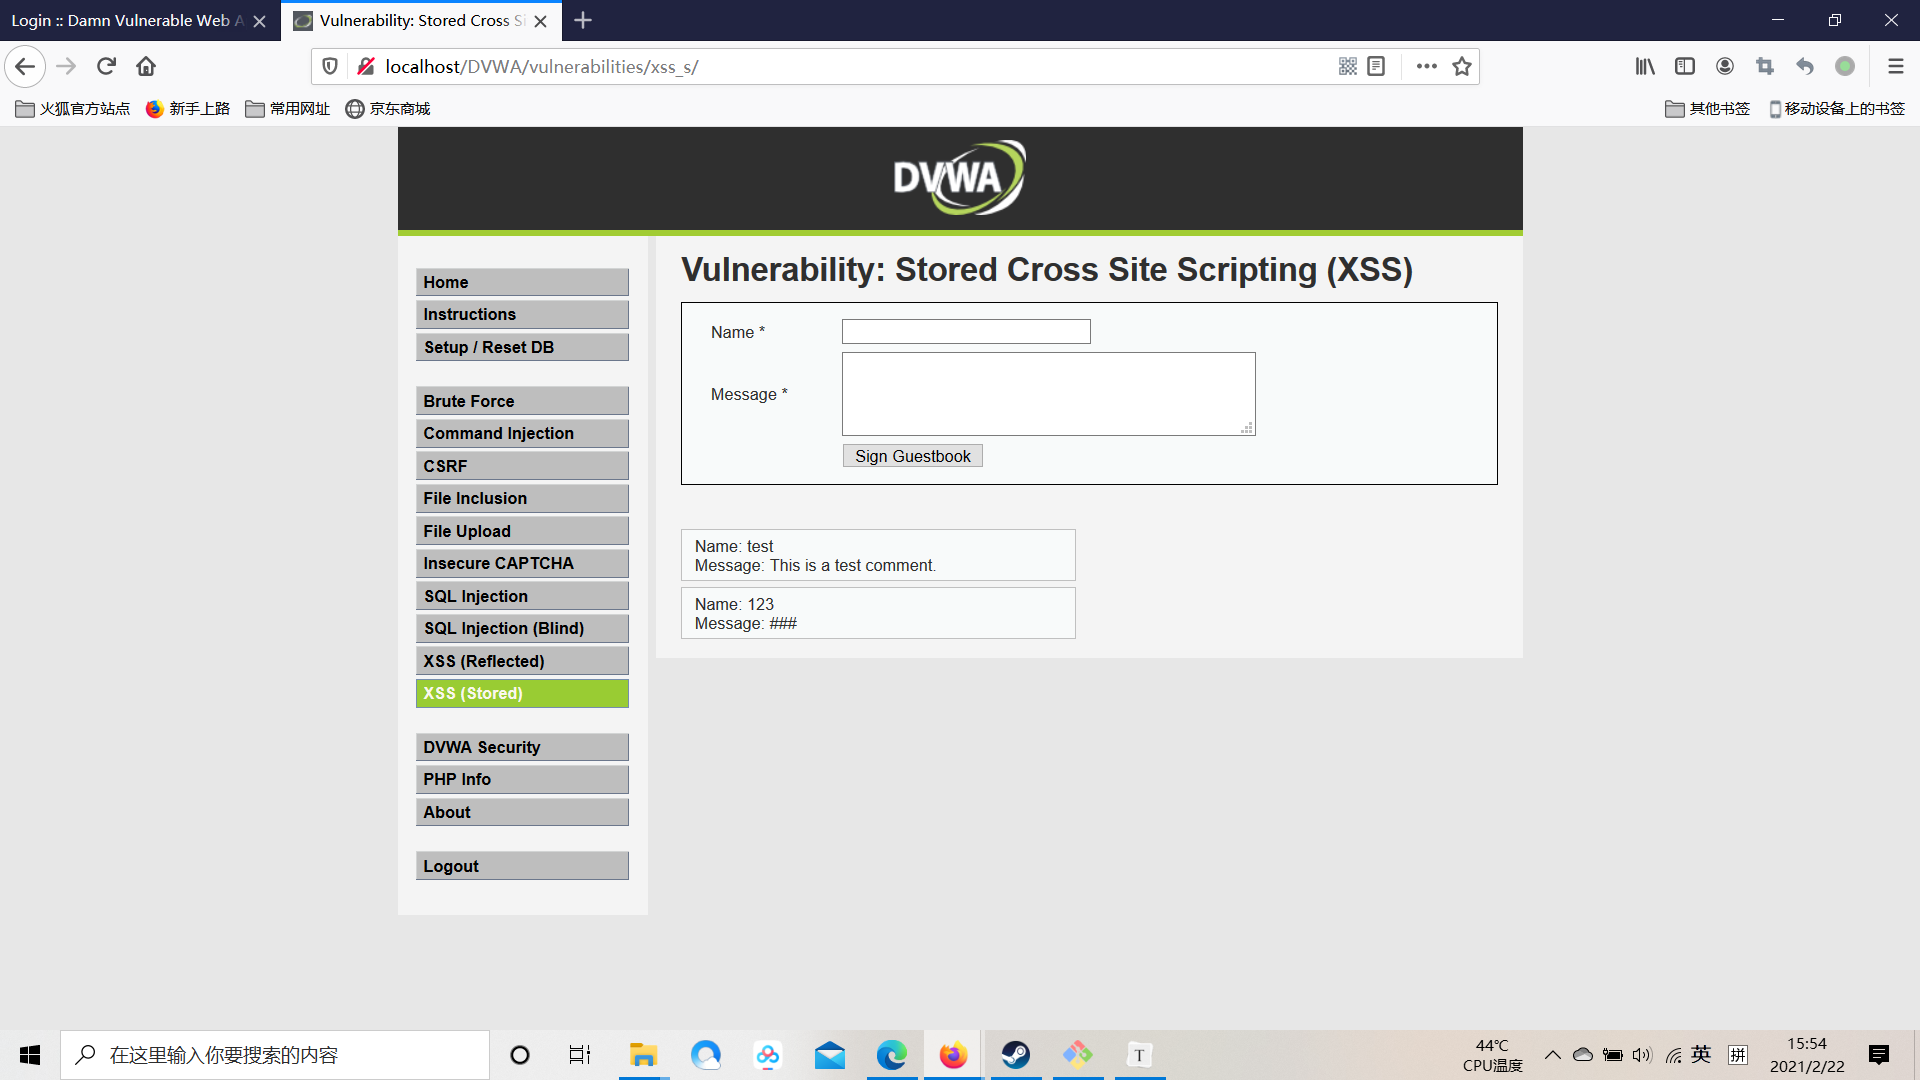 Login :: Damn Vulnerable Web A
Vulnerability: Stored Cross Si
localhost/DVWA/vulnerabilities/xss_s/
火狐官方站点
新手上路
常用网址
京东商城
其他书签
移动设备上的书签
DVWA
Home
Instructions
Setup / Reset DB
Brute Force
Command Injection
CSRF
File Inclusion
File Upload
Insecure CAPTCHA
SQL Injection
SQL Injection (Blind)
XSS (Reflected)
XSS (Stored)
DVWA Security
PHP Info
About
Logout
Vulnerability: Stored Cross Site Scripting (XSS)
Name *
Message *
Sign Guestbook
Name: test
Message: This is a test comment.
Name: 123
Message: ###
在这里输入你要搜索的内容
T
44℃
CPU温度
英
拼
15:54
2021/2/22